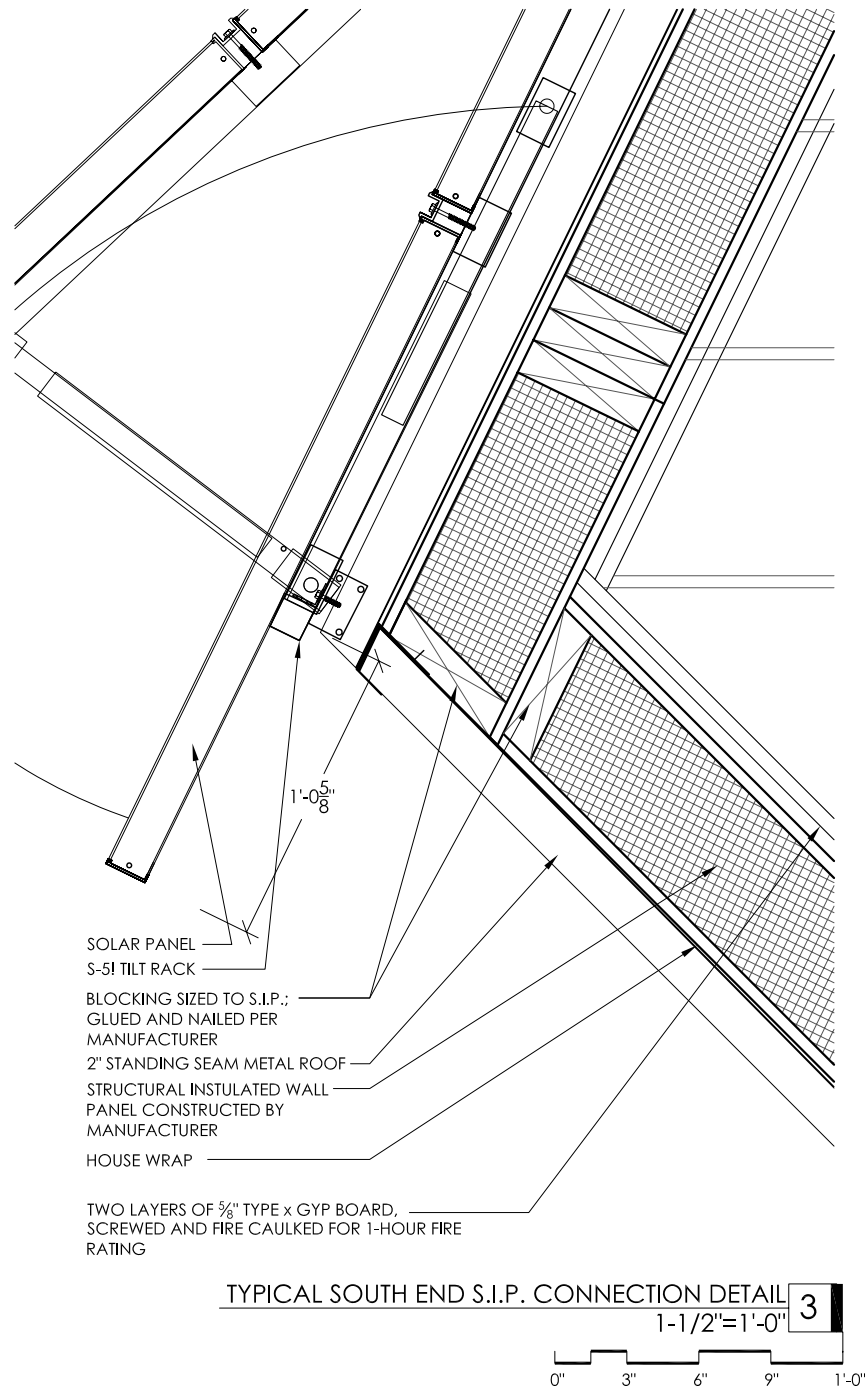 1'-0 5/8"
SOLAR PANEL
S-5! TILT RACK
BLOCKING SIZED TO S.I.P.;
GLUED AND NAILED PER
MANUFACTURER
2" STANDING SEAM METAL ROOF
STRUCTURAL INSTULATED WALL
PANEL CONSTRUCTED BY
MANUFACTURER
HOUSE WRAP
TWO LAYERS OF 5/8" TYPE x GYP BOARD,
SCREWED AND FIRE CAULKED FOR 1-HOUR FIRE
RATING
TYPICAL SOUTH END S.I.P. CONNECTION DETAIL 3
1-1/2"=1'-0"
0" 3" 6" 9" 1'-0"